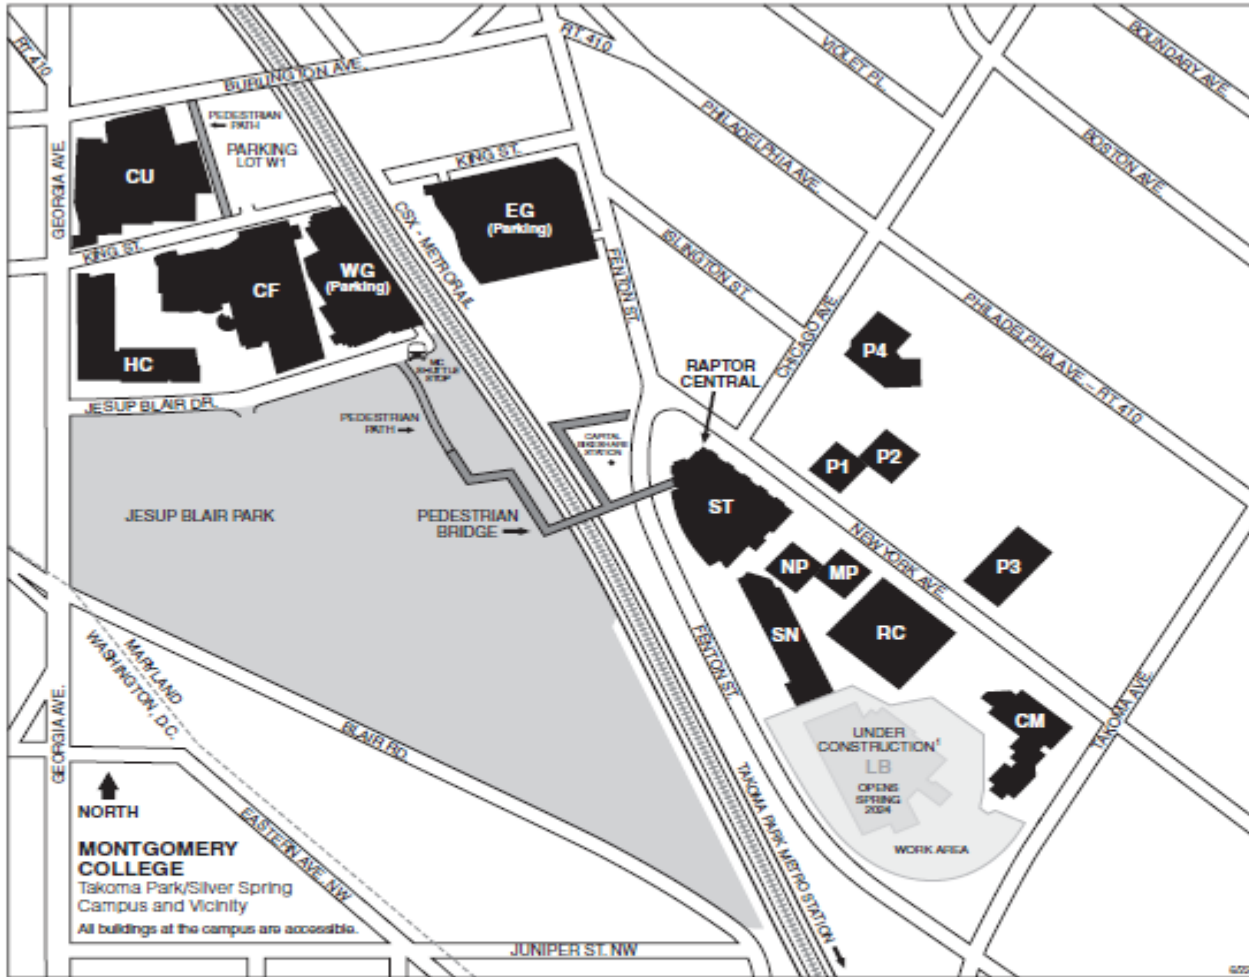 RT 410
BURLINGTON AVE.
RT. 410
VIOLET PL.
BOUNDARY AVE.
PEDESTRIAN
PATH
PARKING
LOT W1
PHILADELPHIA AVE.
BOSTON AVE.
GEORGIA AVE.
CU
KING ST.
EG
(Parking)
CSX - METRORAIL
FENTON ST.
ISLINGTON ST.
KING ST.
CF
WG
(Parking)
CHICAGO AVE.
PHILADELPHIA AVE. – RT 410
HC
MC
SHUTTLE
STOP
RAPTOR
CENTRAL
P4
JESUP BLAIR DR.
PEDESTRIAN
PATH
CAPITAL
BIKESHARE
STATION
P1
P2
ST
JESUP BLAIR PARK
PEDESTRIAN
BRIDGE
NEW YORK AVE.
NP
MP
P3
SN
RC
FENTON ST.
MARYLAND
WASHINGTON, D.C.
GEORGIA AVE.
BLAIR RD.
CM
TAKOMA AVE.
UNDER
CONSTRUCTION
LB
OPENS
SPRING
2024
WORK AREA
TAKOMA PARK METRO STATION
NORTH
EASTERN AVE. NW
MONTGOMERY
COLLEGE
Takoma Park/Silver Spring
Campus and Vicinity
All buildings at the campus are accessible.
JUNIPER ST. NW